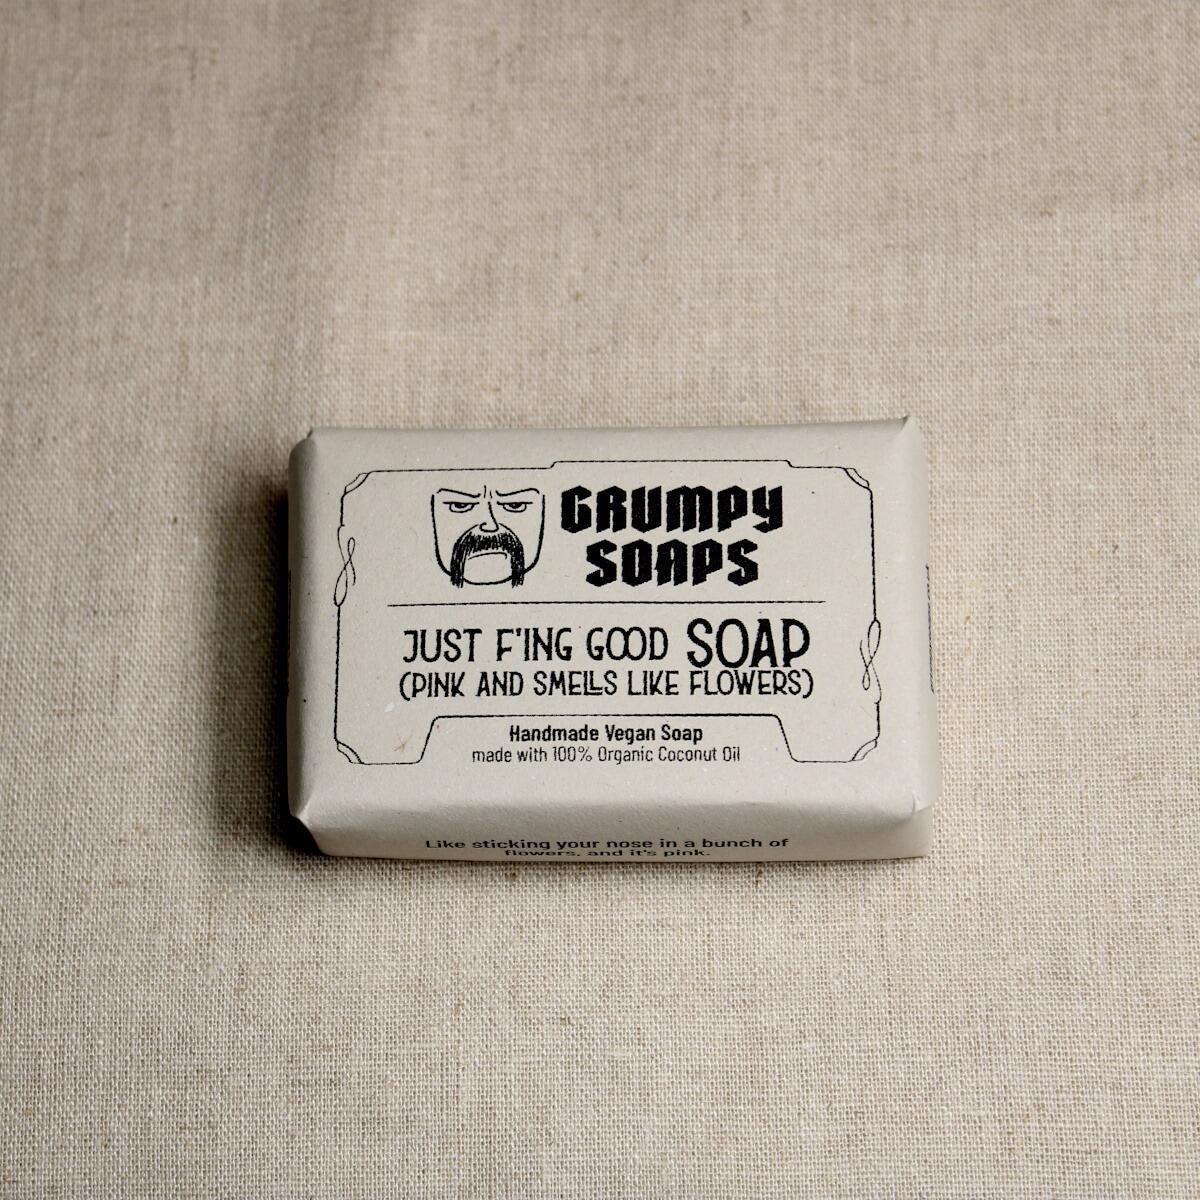 GRUMPY
SOAPS
JUST F'ING GOOD SOAP
(PINK AND SMELLS LIKE FLOWERS)
Handmade Vegan Soap
made with 100% Organic Coconut Oil
Like sticking your nose in a bunch of
flowers, and it's pink.